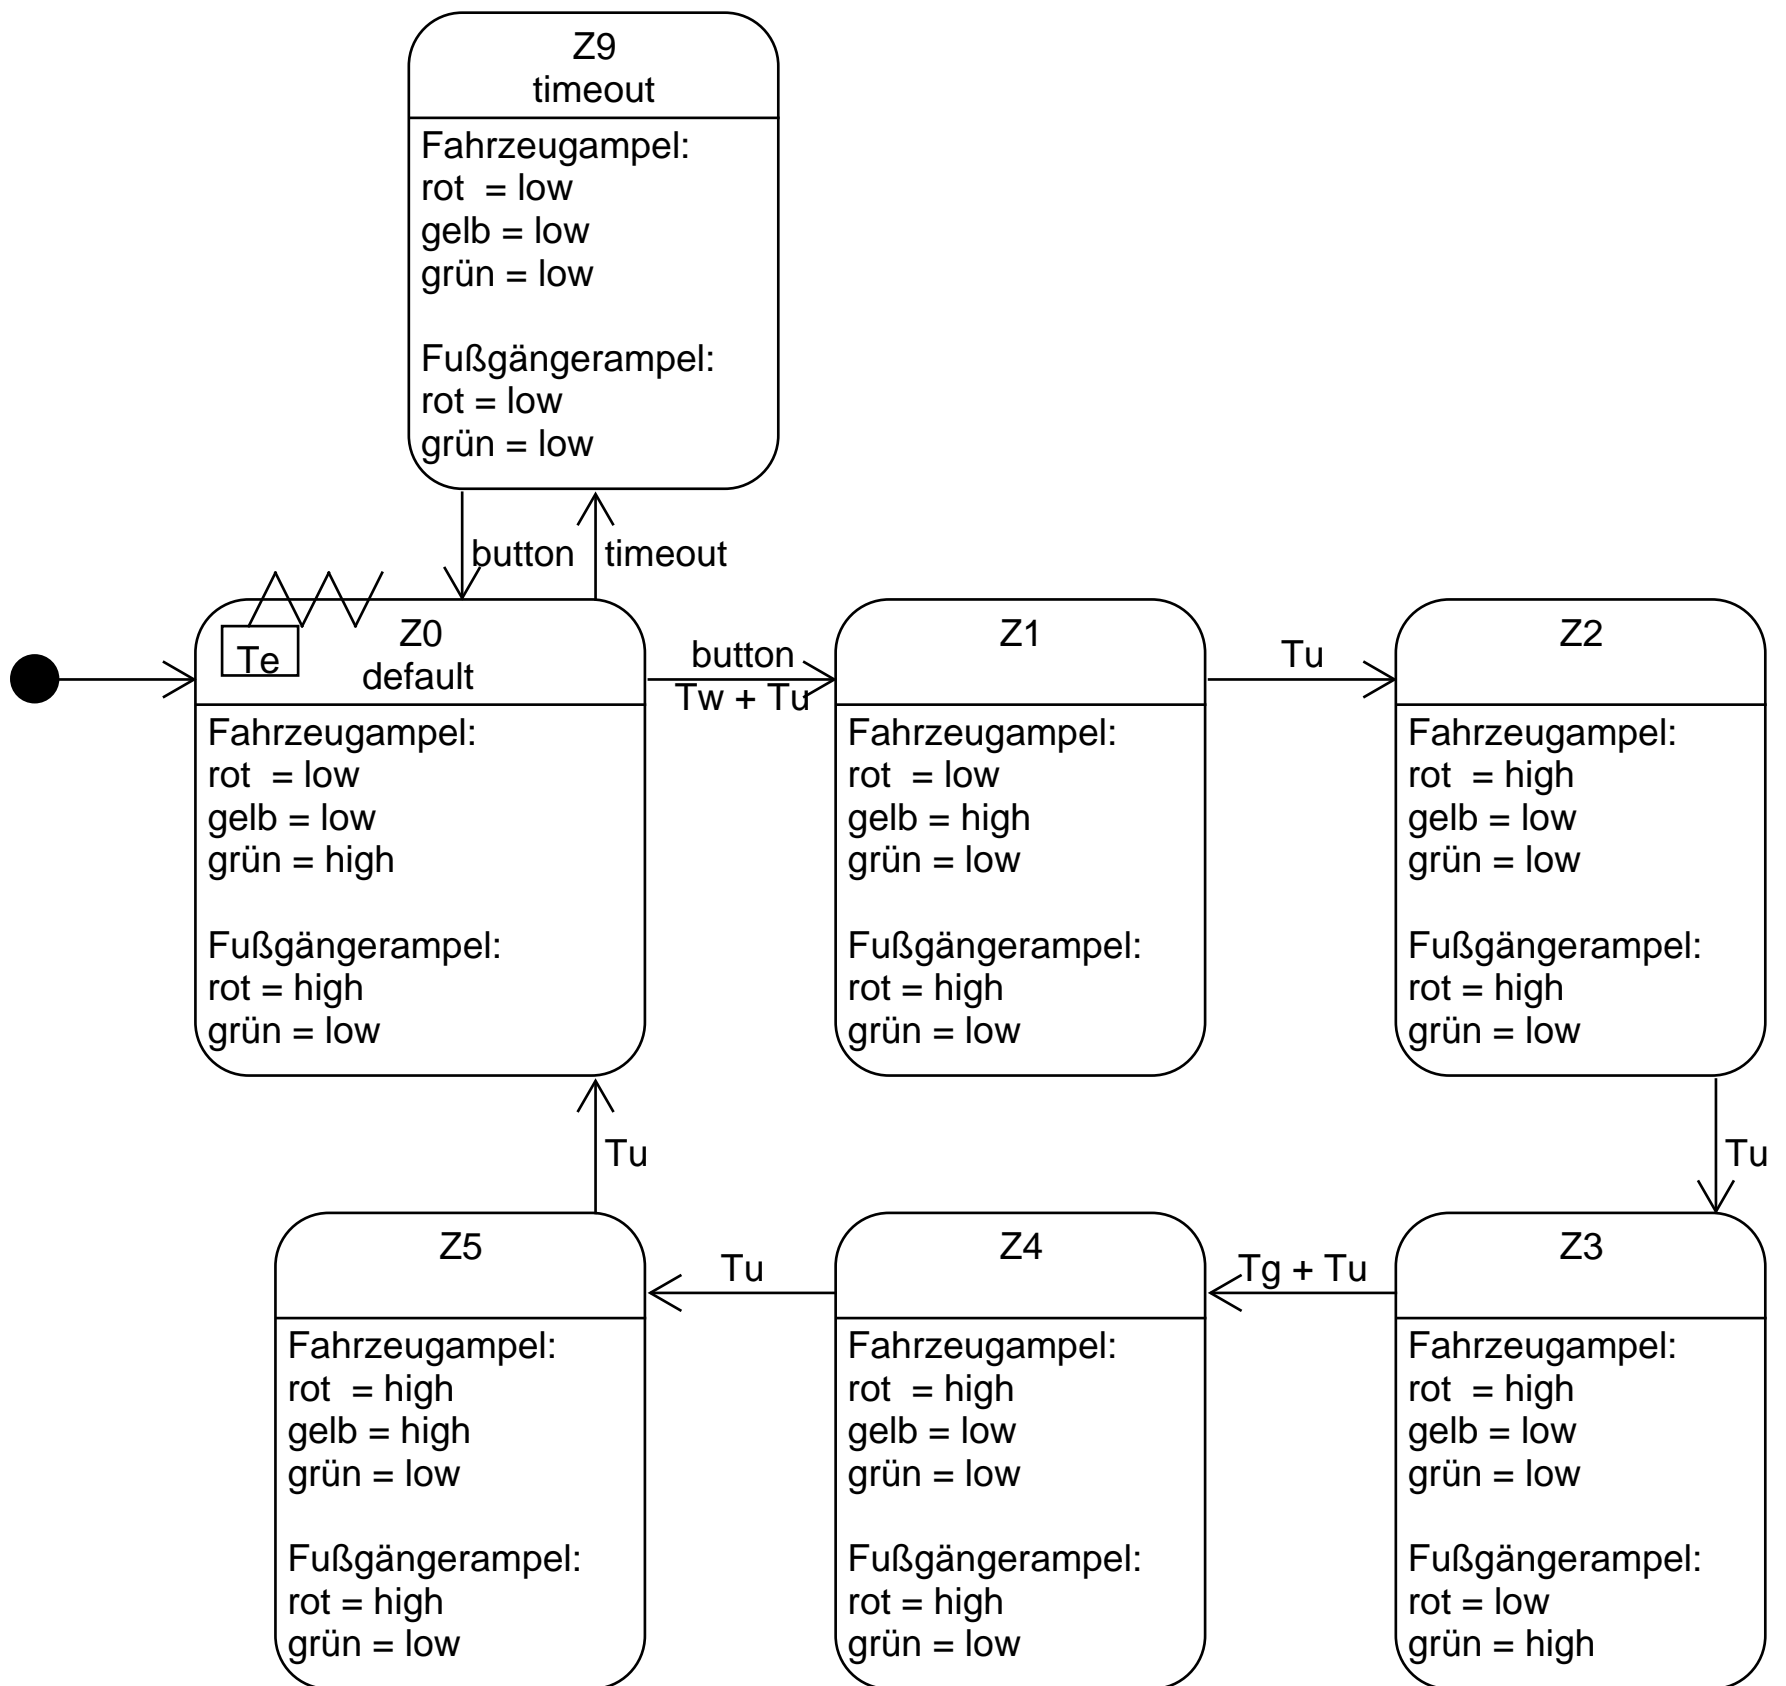 Z9
timeout
Fahrzeugampel:
rot = low
gelb = low
grün = low
Fußgängerampel:
rot = low
grün = low
button
timeout
Te
Z0
default
Fahrzeugampel:
rot = low
gelb = low
grün = high
Fußgängerampel:
rot = high
grün = low
button
Tw + Tu
Z1
Fahrzeugampel:
rot = low
gelb = high
grün = low
Fußgängerampel:
rot = high
grün = low
Tu
Z2
Fahrzeugampel:
rot = high
gelb = low
grün = low
Fußgängerampel:
rot = high
grün = low
Tu
Tu
Z5
Fahrzeugampel:
rot = high
gelb = high
grün = low
Fußgängerampel:
rot = high
grün = low
Tu
Z4
Fahrzeugampel:
rot = high
gelb = low
grün = low
Fußgängerampel:
rot = high
grün = low
Tg + Tu
Z3
Fahrzeugampel:
rot = high
gelb = low
grün = low
Fußgängerampel:
rot = low
grün = high